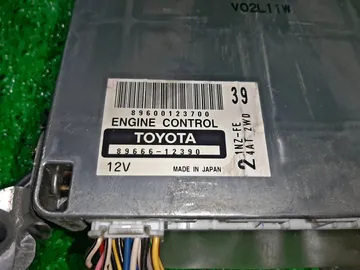 V02L11W
89600123700
39
ENGINE CONTROL
TOYOTA
89666-12390
12V
MADE IN JAPAN
2
1NZ-FE
4AT 2WD